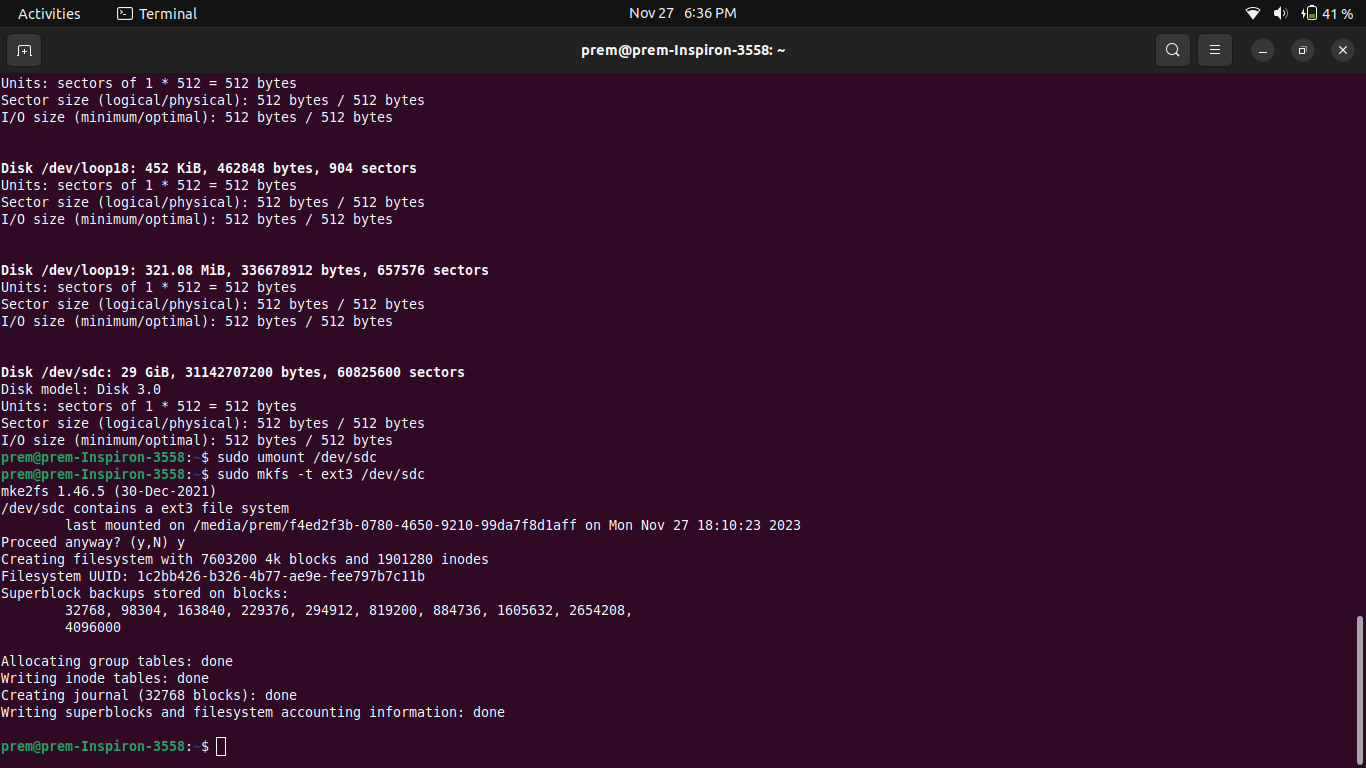 Activities Terminal Nov 27 6:36 PM 41 %
prem@prem-Inspiron-3558: ~
Units: sectors of 1 * 512 = 512 bytes
Sector size (logical/physical): 512 bytes / 512 bytes
I/O size (minimum/optimal): 512 bytes / 512 bytes
Disk /dev/loop18: 452 KiB, 462848 bytes, 904 sectors
Units: sectors of 1 * 512 = 512 bytes
Sector size (logical/physical): 512 bytes / 512 bytes
I/O size (minimum/optimal): 512 bytes / 512 bytes
Disk /dev/loop19: 321.08 MiB, 336678912 bytes, 657576 sectors
Units: sectors of 1 * 512 = 512 bytes
Sector size (logical/physical): 512 bytes / 512 bytes
I/O size (minimum/optimal): 512 bytes / 512 bytes
Disk /dev/sdc: 29 GiB, 31142707200 bytes, 60825600 sectors
Disk model: Disk 3.0
Units: sectors of 1 * 512 = 512 bytes
Sector size (logical/physical): 512 bytes / 512 bytes
I/O size (minimum/optimal): 512 bytes / 512 bytes
prem@prem-Inspiron-3558:~$ sudo umount /dev/sdc
prem@prem-Inspiron-3558:~$ sudo mkfs -t ext3 /dev/sdc
mke2fs 1.46.5 (30-Dec-2021)
/dev/sdc contains a ext3 file system
last mounted on /media/prem/f4ed2f3b-0780-4650-9210-99da7f8d1aff on Mon Nov 27 18:10:23 2023
Proceed anyway? (y,N) y
Creating filesystem with 7603200 4k blocks and 1901280 inodes
Filesystem UUID: 1c2bb426-b326-4b77-ae9e-fee797b7c11b
Superblock backups stored on blocks:
32768, 98304, 163840, 229376, 294912, 819200, 884736, 1605632, 2654208,
4096000
Allocating group tables: done
Writing inode tables: done
Creating journal (32768 blocks): done
Writing superblocks and filesystem accounting information: done
prem@prem-Inspiron-3558:~$